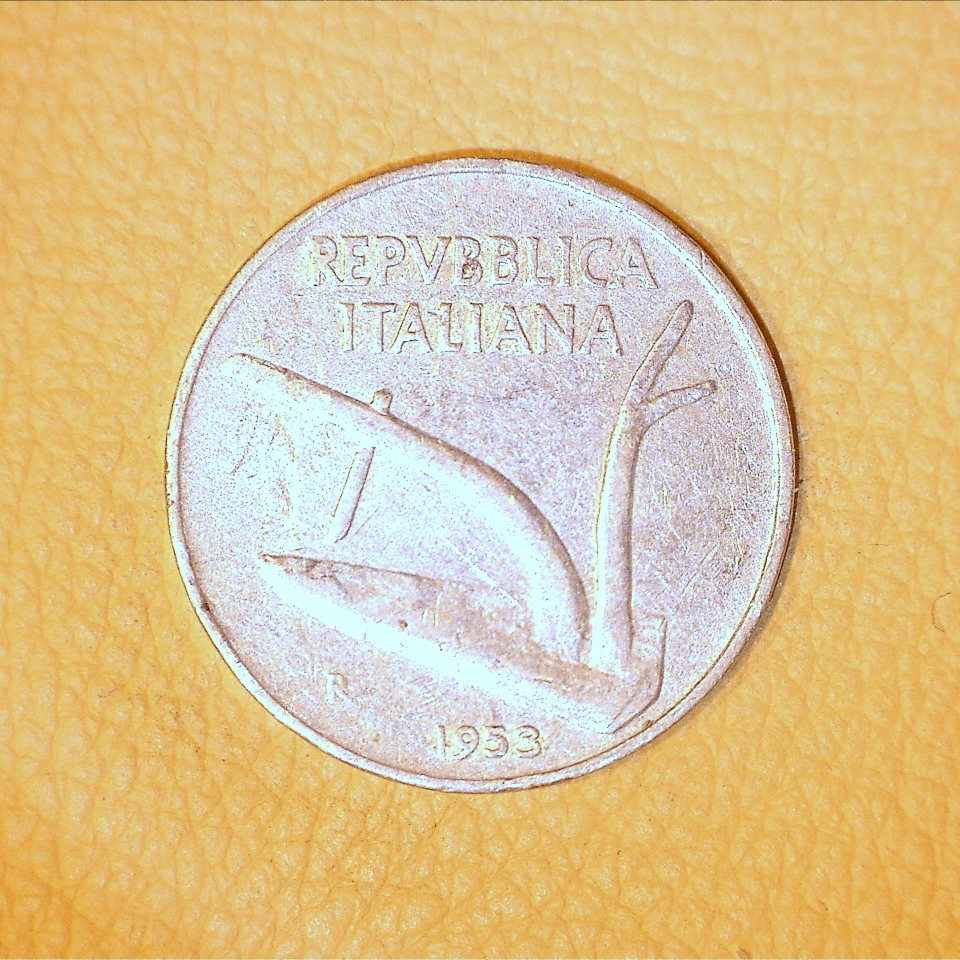 REPVBBLICA
ITALIANA
R
1953